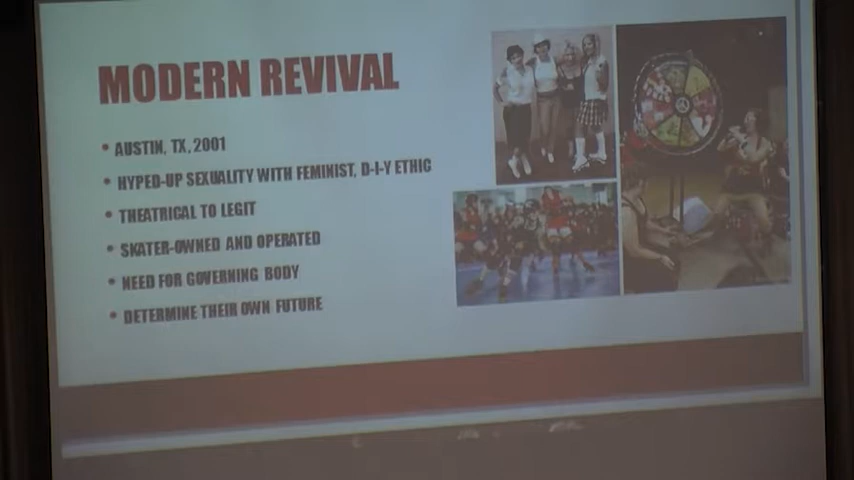 MODERN REVIVAL
• AUSTIN, TX, 2001
• HYPED-UP SEXUALITY WITH FEMINIST, D-I-Y ETHIC
• THEATRICAL TO LEGIT
• SKATER-OWNED AND OPERATED
• NEED FOR GOVERNING BODY
• DETERMINE THEIR OWN FUTURE